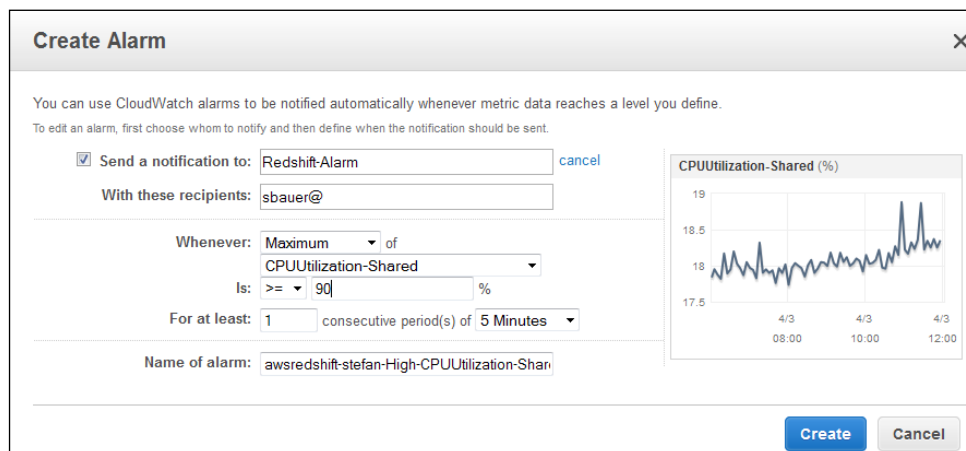 Create Alarm
You can use CloudWatch alarms to be notified automatically whenever metric data reaches a level you define.
To edit an alarm, first choose whom to notify and then define when the notification should be sent.
Send a notification to: Redshift-Alarm cancel
With these recipients: sbauer@
Whenever: Maximum of
CPUUtilization-Shared
Is: >= 90 %
For at least: 1 consecutive period(s) of 5 Minutes
Name of alarm: awsredshift-stefan-High-CPUUtilization-Shar
CPUUtilization-Shared (%)
19
18.5
18
17.5
4/3 4/3 4/3
08:00 10:00 12:00
Create Cancel